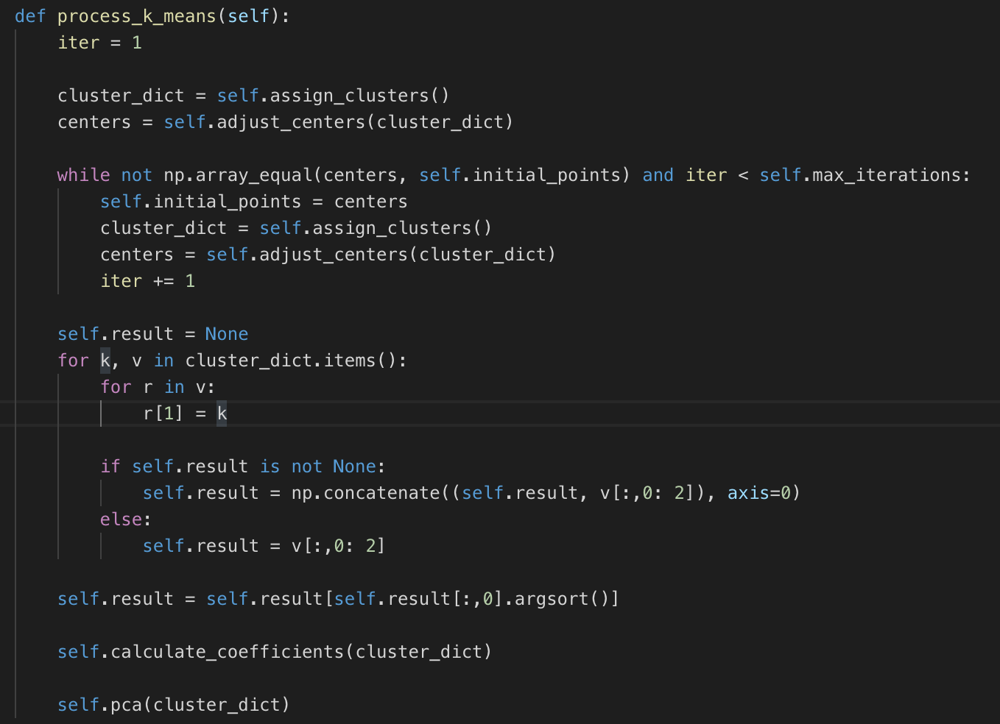 def process_k_means(self):
    iter = 1

    cluster_dict = self.assign_clusters()
    centers = self.adjust_centers(cluster_dict)

    while not np.array_equal(centers, self.initial_points) and iter < self.max_iterations:
        self.initial_points = centers
        cluster_dict = self.assign_clusters()
        centers = self.adjust_centers(cluster_dict)
        iter += 1

    self.result = None
    for k, v in cluster_dict.items():
        for r in v:
            r[1] = k

        if self.result is not None:
            self.result = np.concatenate((self.result, v[:,0: 2]), axis=0)
        else:
            self.result = v[:,0: 2]

    self.result = self.result[self.result[:,0].argsort()]

    self.calculate_coefficients(cluster_dict)

    self.pca(cluster_dict)